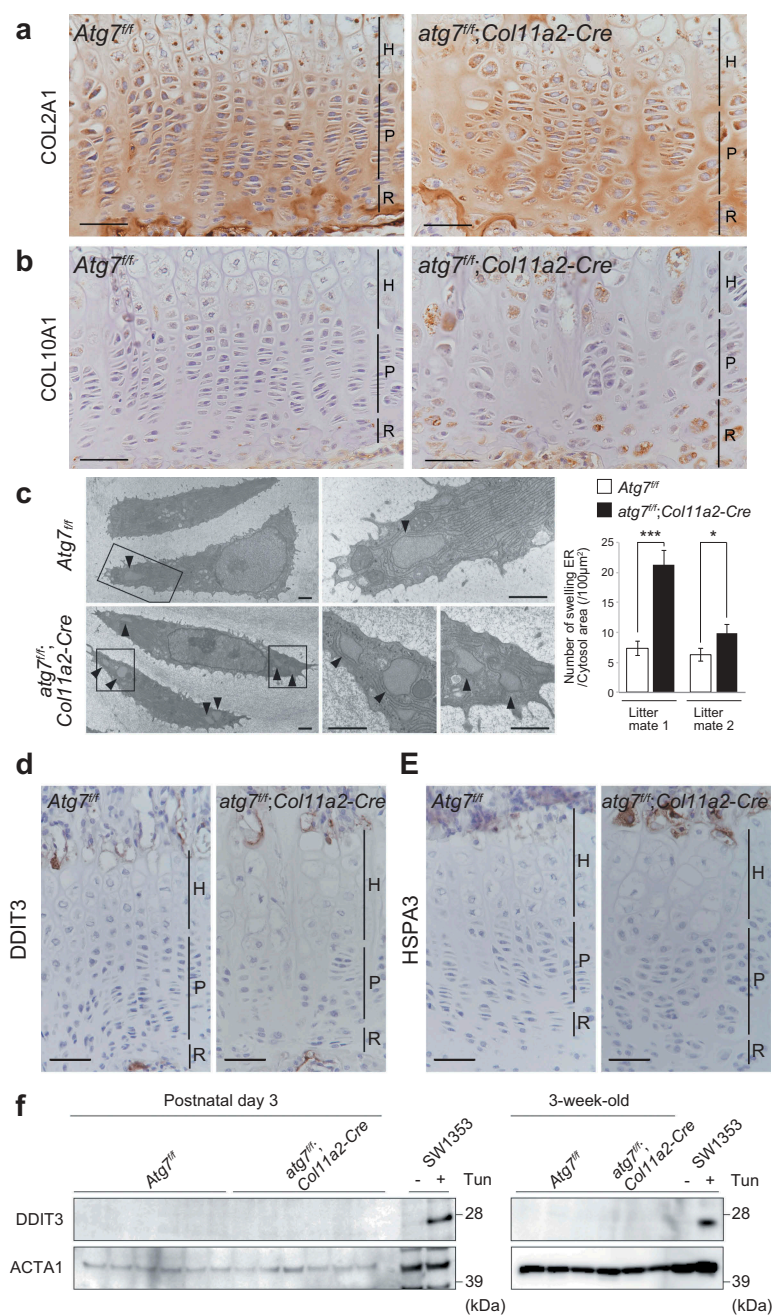 a
Atg7f/f
atg7f/f;Col11a2-Cre
COL2A1
H
P
R
H
P
R
b
Atg7f/f
atg7f/f;Col11a2-Cre
COL10A1
H
P
R
H
P
R
c
Atg7f/f
atg7f/f;
Col11a2-Cre
Atg7f/f
atg7f/f;Col11a2-Cre
Number of swelling ER
/Cytosol area (/100μm²)
25
20
15
10
5
0
***
*
Litter
mate 1
Litter
mate 2
d
Atg7f/f
atg7f/f;Col11a2-Cre
DDIT3
H
P
R
E
Atg7f/f
atg7f/f;Col11a2-Cre
HSPA3
H
P
R
f
Postnatal day 3
3-week-old
Atg7f/f
atg7f/f;
Col11a2-Cre
SW1353
- + Tun
Atg7f/f
atg7f/f;
Col11a2-Cre
SW1353
- + Tun
DDIT3
28
28
ACTA1
39
39
(kDa)
(kDa)